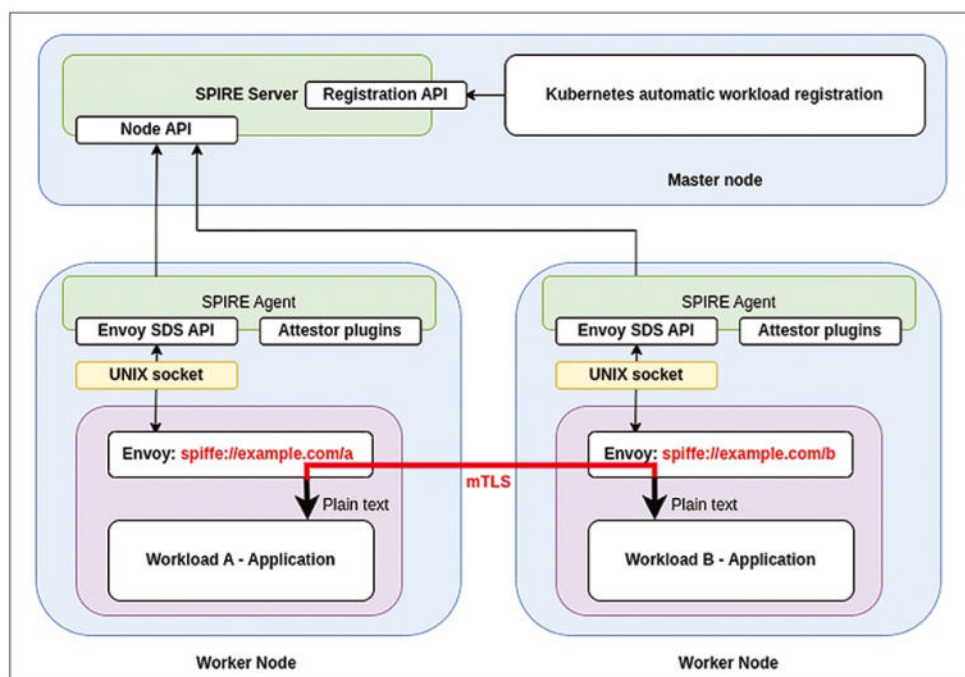 SPIRE Server
Registration API
Kubernetes automatic workload registration
Node API
Master node
SPIRE Agent
Envoy SDS API
Attestor plugins
UNIX socket
Envoy: spiffe://example.com/a
Plain text
Workload A - Application
Worker Node
mTLS
SPIRE Agent
Envoy SDS API
Attestor plugins
UNIX socket
Envoy: spiffe://example.com/b
Plain text
Workload B - Application
Worker Node